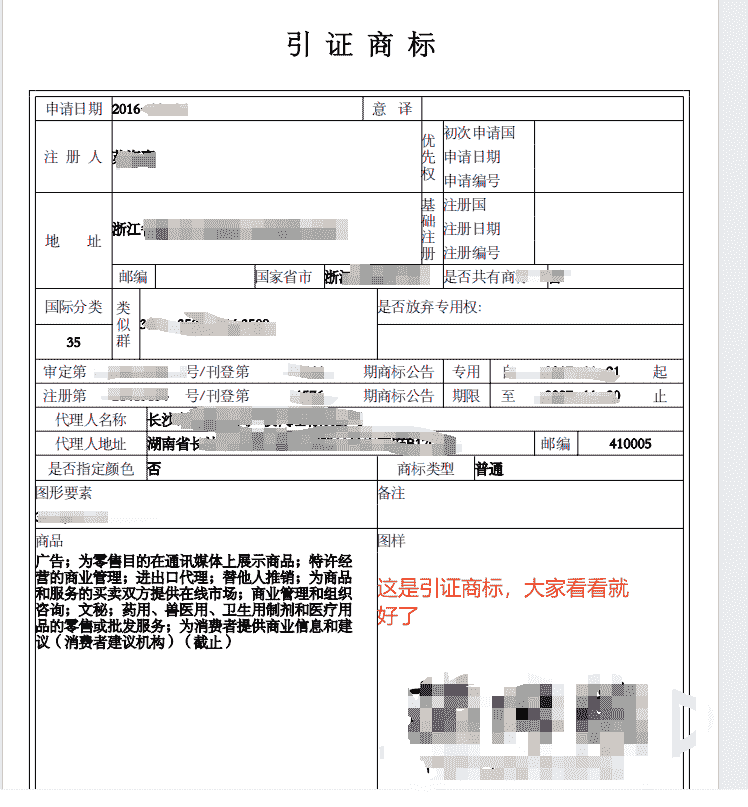 引证商标
申请日期 2016 意 译
注册人
优先权 初次申请国
申请日期
申请编号
地 址 浙江
基础注册 注册国
注册日期
注册编号
邮编 国家省市 浙江 是否共有商
国际分类 类似群 是否放弃专用权:
35
审定第 号/刊登第 期商标公告 专用 自 起
注册第 号/刊登第 期商标公告 期限 至 止
代理人名称 长沙
代理人地址 湖南省长 邮编 410005
是否指定颜色 否 商标类型 普通
图形要素 备注
商品
广告；为零售目的在通讯媒体上展示商品；特许经
营的商业管理；进出口代理；替他人推销；为商品
和服务的买卖双方提供在线市场；商业管理和组织
咨询；文秘；药用、兽医用、卫生用制剂和医疗用
品的零售或批发服务；为消费者提供商业信息和建
议（消费者建议机构）（截止）
图样
这是引证商标，大家看看就
好了